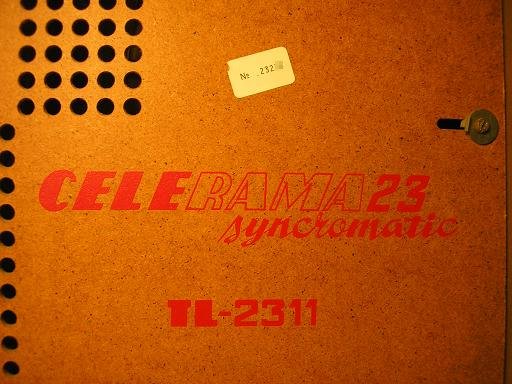 Nº .232
CELERAMA 23
syncromatic
TL-2311